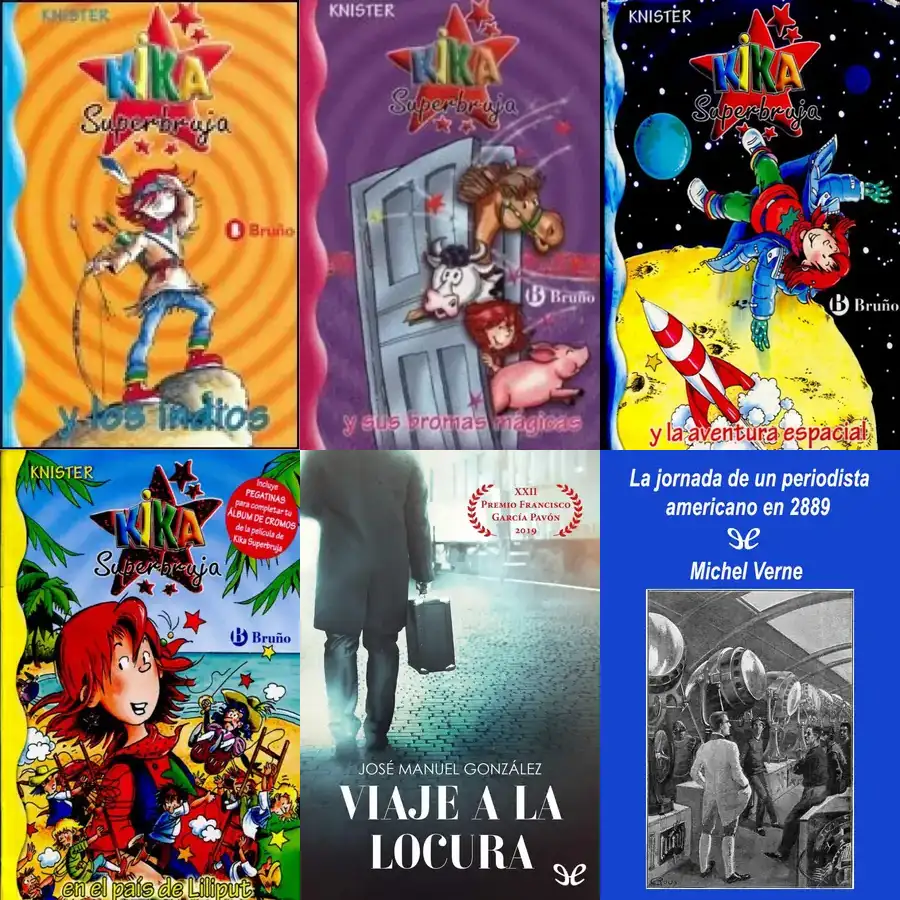 KNISTER
KIKA
Superbruja
Bruño
y los indios
KNISTER
KIKA
Superbruja
Bruño
y sus bromas mágicas
KNISTER
KIKA
Superbruja
Bruño
y la aventura espacial
KNISTER
KIKA
Superbruja
Incluye
PEGATINAS
para completar tu
ÁLBUM DE CROMOS
de la película de
Kika Superbruja
Bruño
en el país de Liliput
XXII
PREMIO FRANCISCO
GARCÍA PAVÓN
2019
JOSÉ MANUEL GONZÁLEZ
VIAJE A LA
LOCURA
La jornada de un periodista
americano en 2889
Michel Verne